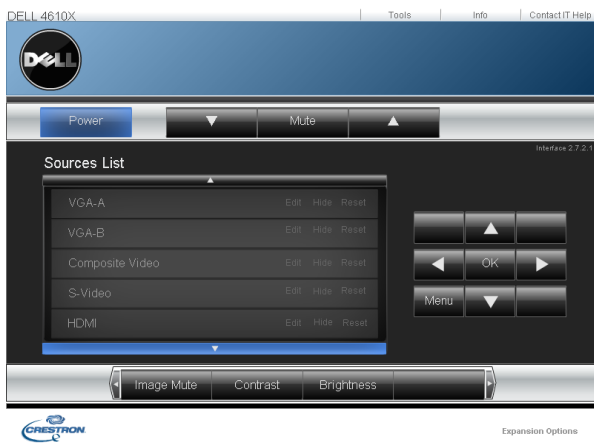 DELL 4610X
Tools
Info
Contact IT Help
DELL
Power
Mute
Interface 2.7.2.1
Sources List
VGA-A Edit Hide Reset
VGA-B Edit Hide Reset
Composite Video Edit Hide Reset
S-Video Edit Hide Reset
HDMI Edit Hide Reset
OK
Menu
Image Mute
Contrast
Brightness
CRESTRON
Expansion Options